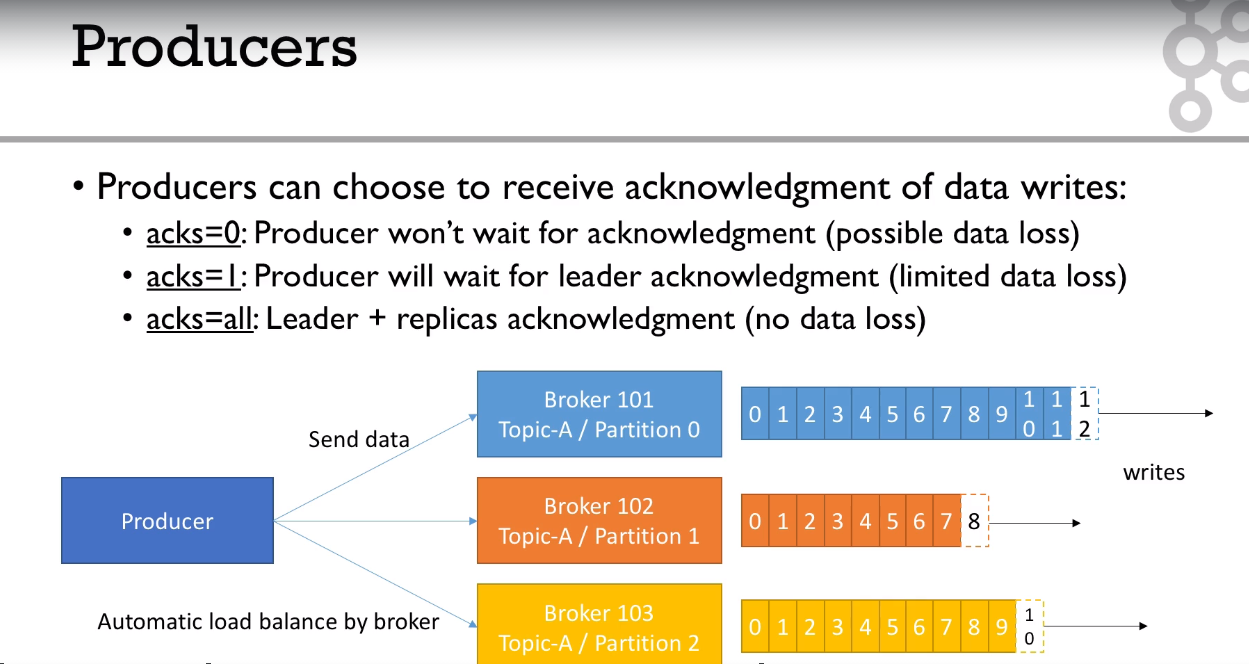 Producers
• Producers can choose to receive acknowledgment of data writes:
• acks=0: Producer won't wait for acknowledgment (possible data loss)
• acks=1: Producer will wait for leader acknowledgment (limited data loss)
• acks=all: Leader + replicas acknowledgment (no data loss)
Send data
Producer
Automatic load balance by broker
Broker 101
Topic-A / Partition 0
0 1 2 3 4 5 6 7 8 9 10 11 12
writes
Broker 102
Topic-A / Partition 1
0 1 2 3 4 5 6 7 8
Broker 103
Topic-A / Partition 2
0 1 2 3 4 5 6 7 8 9 10